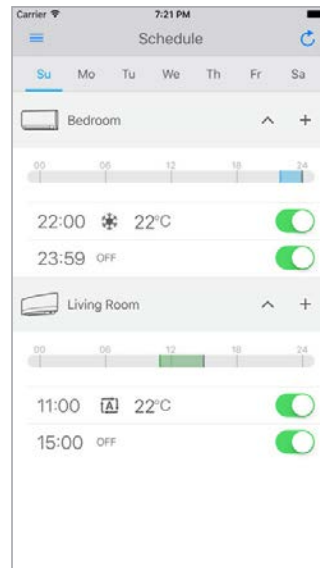 Carrier 7:21 PM
Schedule
Su Mo Tu We Th Fr Sa
Bedroom
00 06 12 18 24
22:00 22°C
23:59 OFF
Living Room
00 06 12 18 24
11:00 A 22°C
15:00 OFF